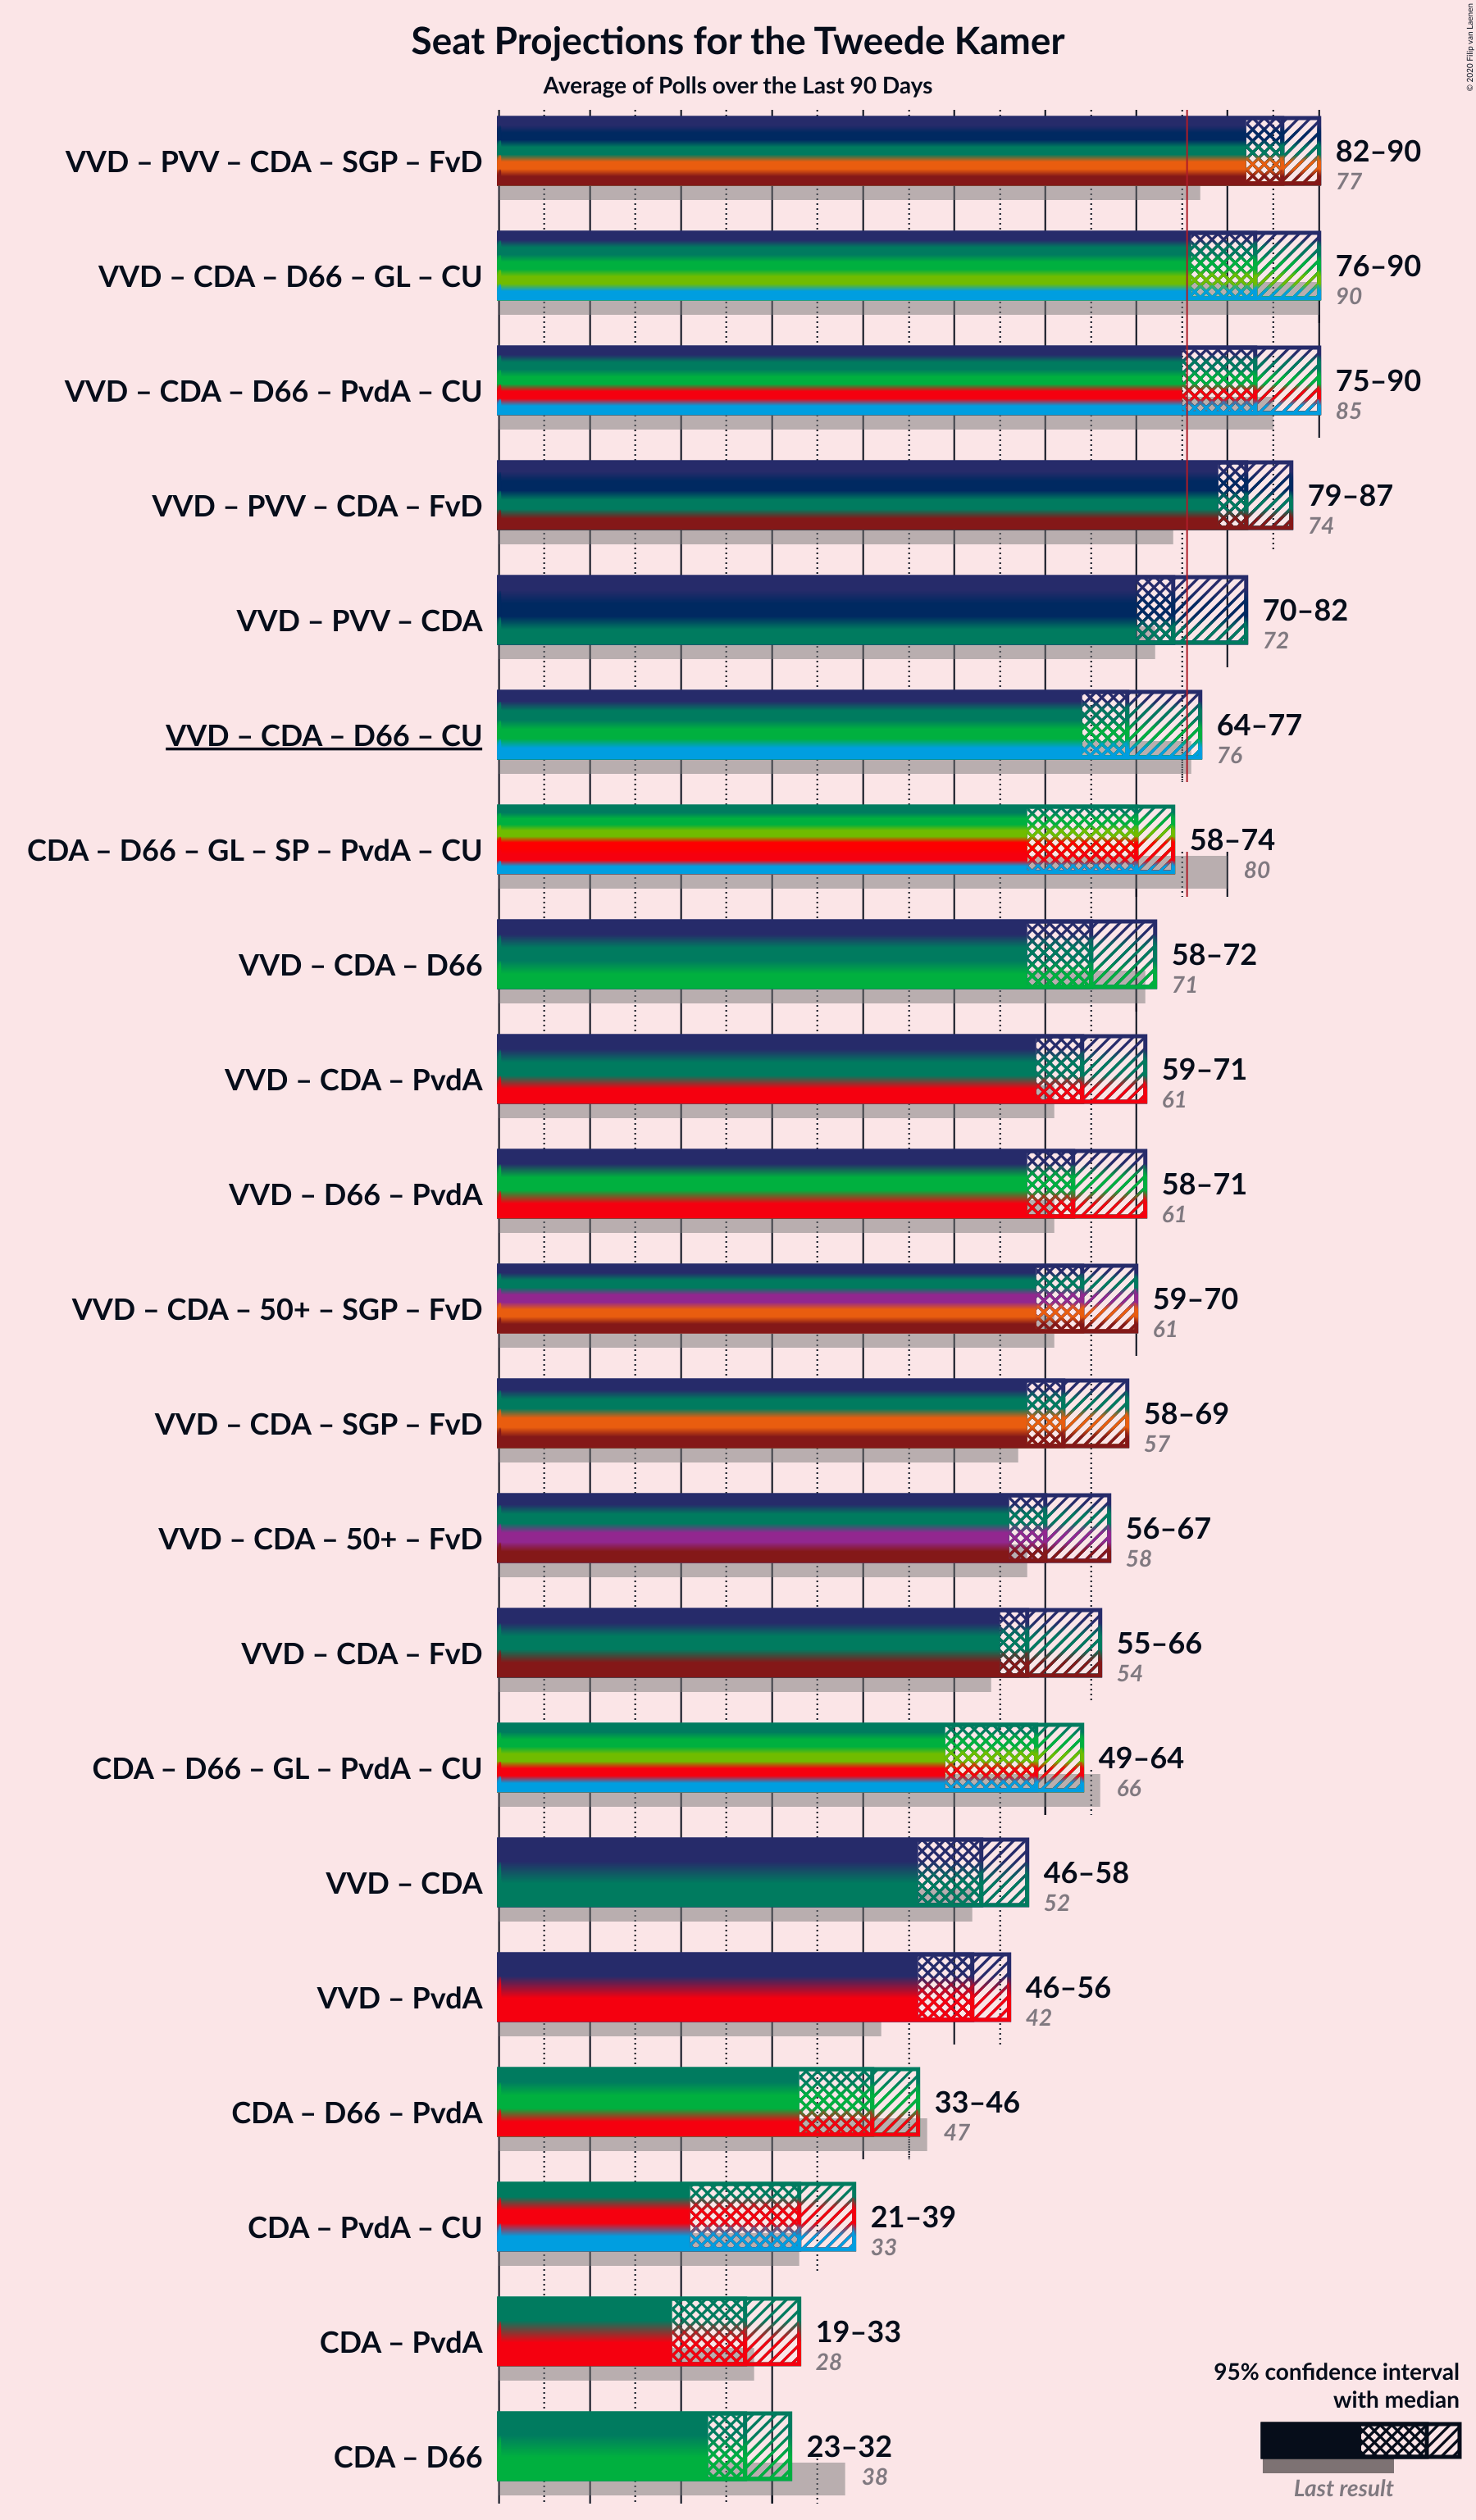 Seat Projections for the Tweede Kamer
Average of Polls over the Last 90 Days
© 2020 Filip van Laenen
VVD – PVV – CDA – SGP – FvD
82–90
77
VVD – CDA – D66 – GL – CU
76–90
90
VVD – CDA – D66 – PvdA – CU
75–90
85
VVD – PVV – CDA – FvD
79–87
74
VVD – PVV – CDA
70–82
72
VVD – CDA – D66 – CU
64–77
76
CDA – D66 – GL – SP – PvdA – CU
58–74
80
VVD – CDA – D66
58–72
71
VVD – CDA – PvdA
59–71
61
VVD – D66 – PvdA
58–71
61
VVD – CDA – 50+ – SGP – FvD
59–70
61
VVD – CDA – SGP – FvD
58–69
57
VVD – CDA – 50+ – FvD
56–67
58
VVD – CDA – FvD
55–66
54
CDA – D66 – GL – PvdA – CU
49–64
66
VVD – CDA
46–58
52
VVD – PvdA
46–56
42
CDA – D66 – PvdA
33–46
47
CDA – PvdA – CU
21–39
33
CDA – PvdA
19–33
28
CDA – D66
23–32
38
95% confidence interval
with median
Last result